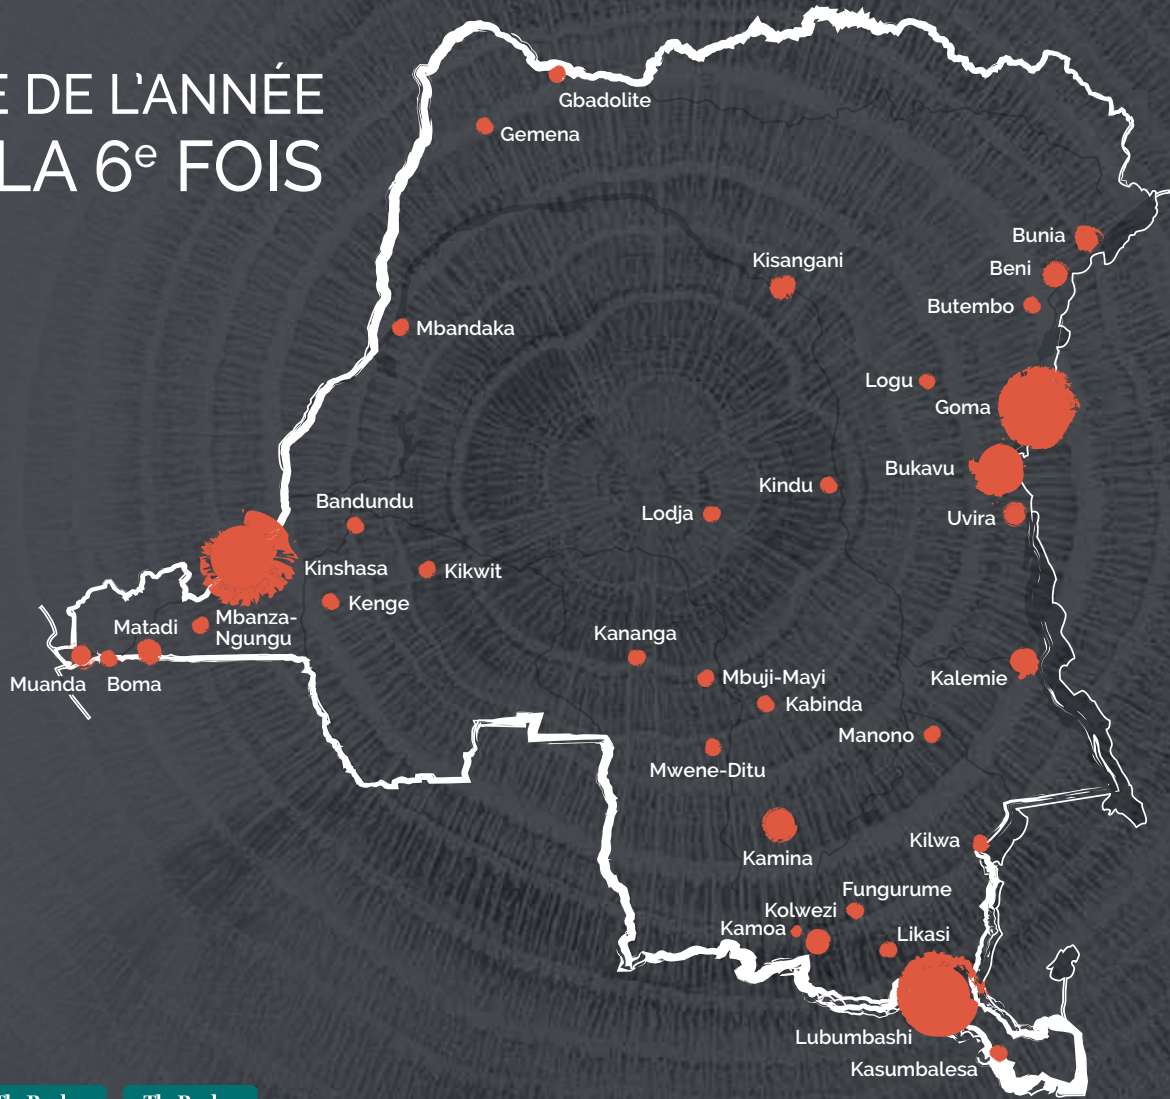 E DE L'ANNÉE
LA 6e FOIS
Gbadolite
Gemena
Bunia
Kisangani
Beni
Butembo
Mbandaka
Logu
Goma
Bukavu
Kindu
Bandundu
Lodja
Uvira
Kinshasa
Kikwit
Kenge
Mbanza-
Ngungu
Matadi
Kananga
Muanda
Boma
Mbuji-Mayi
Kalemie
Kabinda
Manono
Mwene-Ditu
Kilwa
Kamina
Fungurume
Kolwezi
Kamoa
Likasi
Lubumbashi
Kasumbalesa